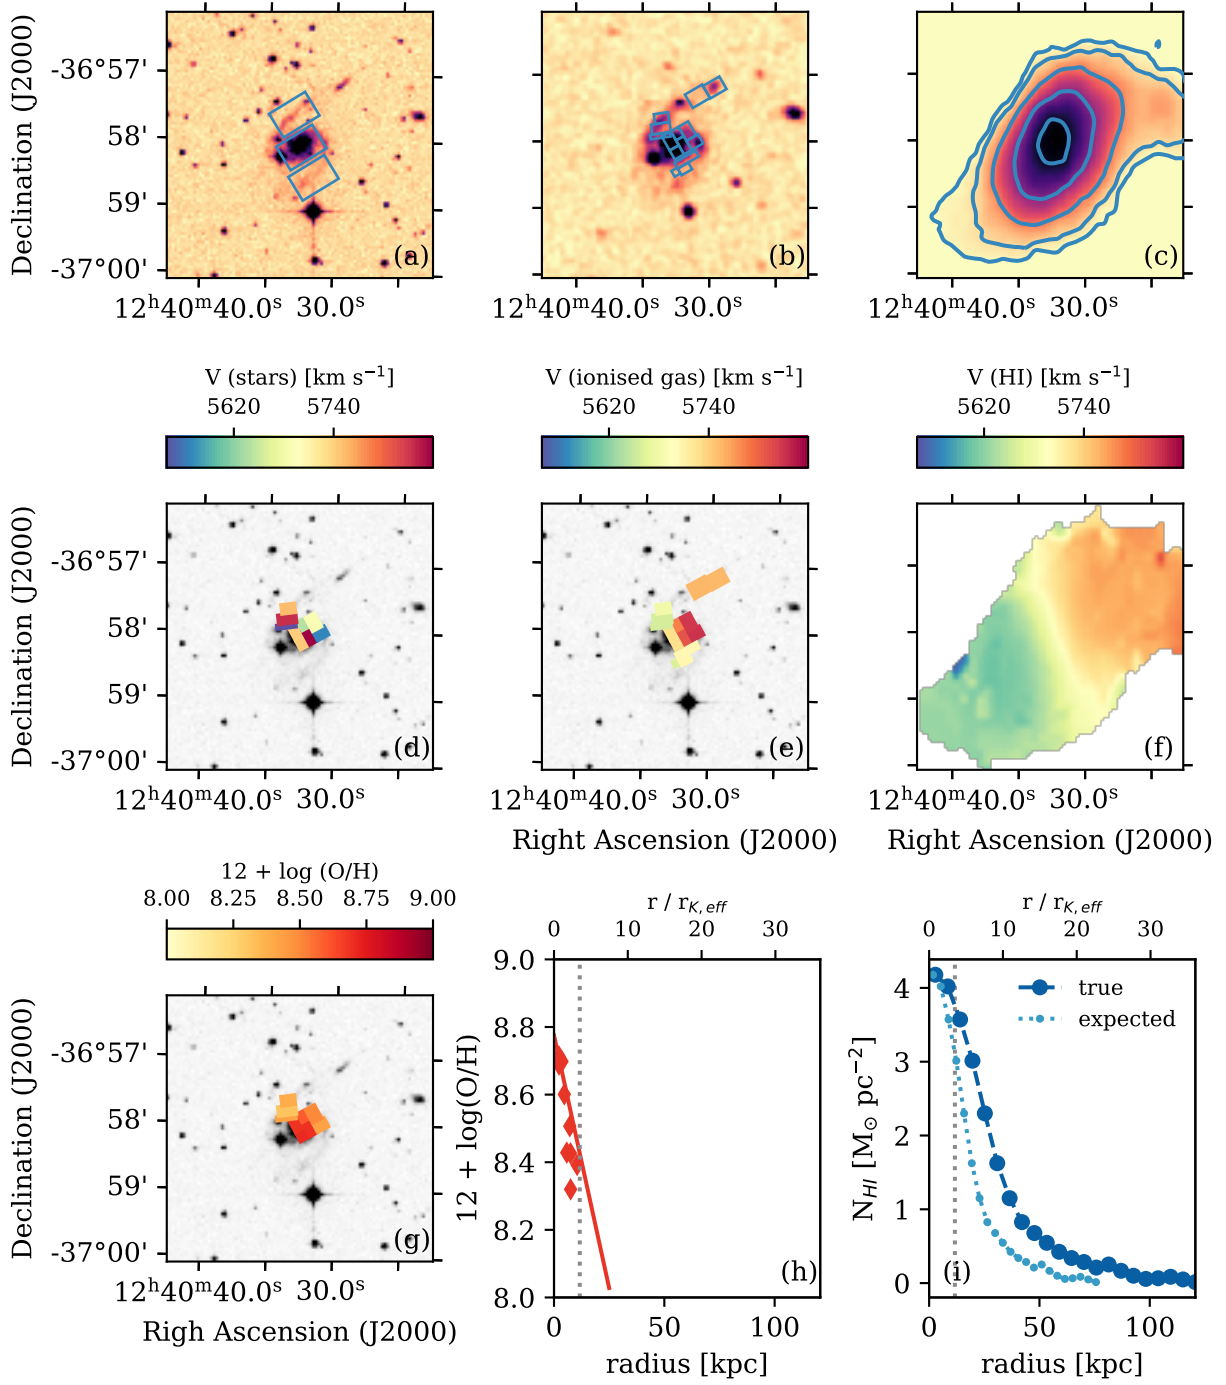 Declination (J2000)
-36°57'
58'
59'
-37°00'
(a)
(b)
(c)
12ʰ40ᵐ40.0ˢ 30.0ˢ
12ʰ40ᵐ40.0ˢ 30.0ˢ
12ʰ40ᵐ40.0ˢ 30.0ˢ
V (stars) [km s⁻¹]
5620 5740
V (ionised gas) [km s⁻¹]
5620 5740
V (HI) [km s⁻¹]
5620 5740
Declination (J2000)
-36°57'
58'
59'
-37°00'
(d)
(e)
(f)
12ʰ40ᵐ40.0ˢ 30.0ˢ
12ʰ40ᵐ40.0ˢ 30.0ˢ
12ʰ40ᵐ40.0ˢ 30.0ˢ
Right Ascension (J2000)
Right Ascension (J2000)
12 + log (O/H)
8.00 8.25 8.50 8.75 9.00
Declination (J2000)
-36°57'
58'
59'
-37°00'
(g)
12ʰ40ᵐ40.0ˢ 30.0ˢ
Righ Ascension (J2000)
r / r_{K,eff}
0 10 20 30
12 + log(O/H)
9.0
8.8
8.6
8.4
8.2
8.0
(h)
0 50 100
radius [kpc]
r / r_{K,eff}
0 10 20 30
N_{HI} [M_⊙ pc⁻²]
4
3
2
1
0
true
expected
(i)
0 50 100
radius [kpc]